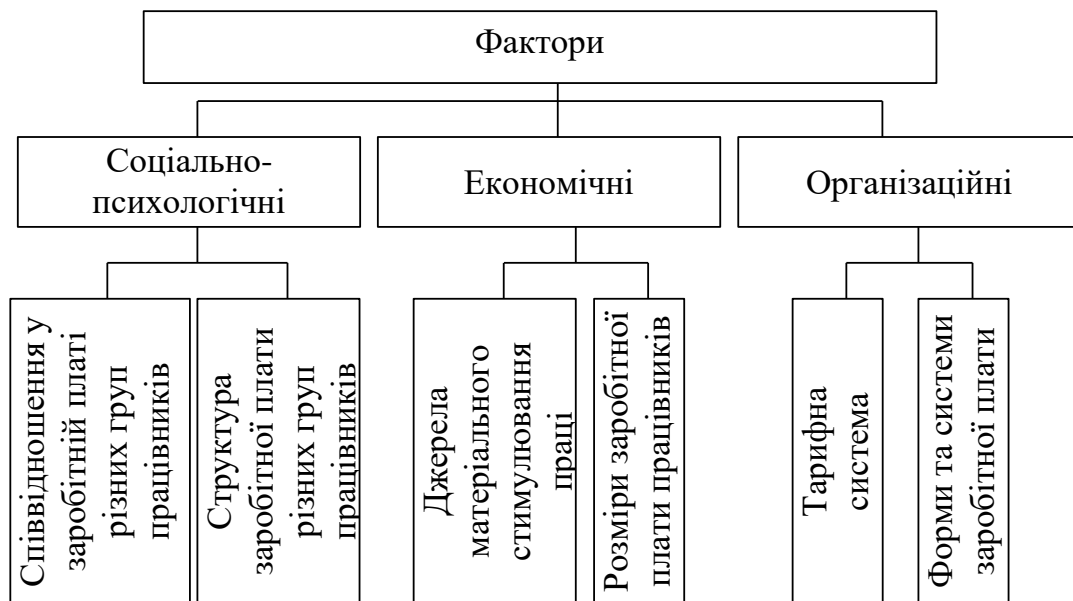 Фактори
Соціально-
психологічні
Економічні
Організаційні
Співвідношення у
заробітній платі
різних груп
працівників
Структура
заробітної плати
різних груп
працівників
Джерела
матеріального
стимулювання
праці
Розміри заробітної
плати працівників
Тарифна
система
Форми та системи
заробітної плати